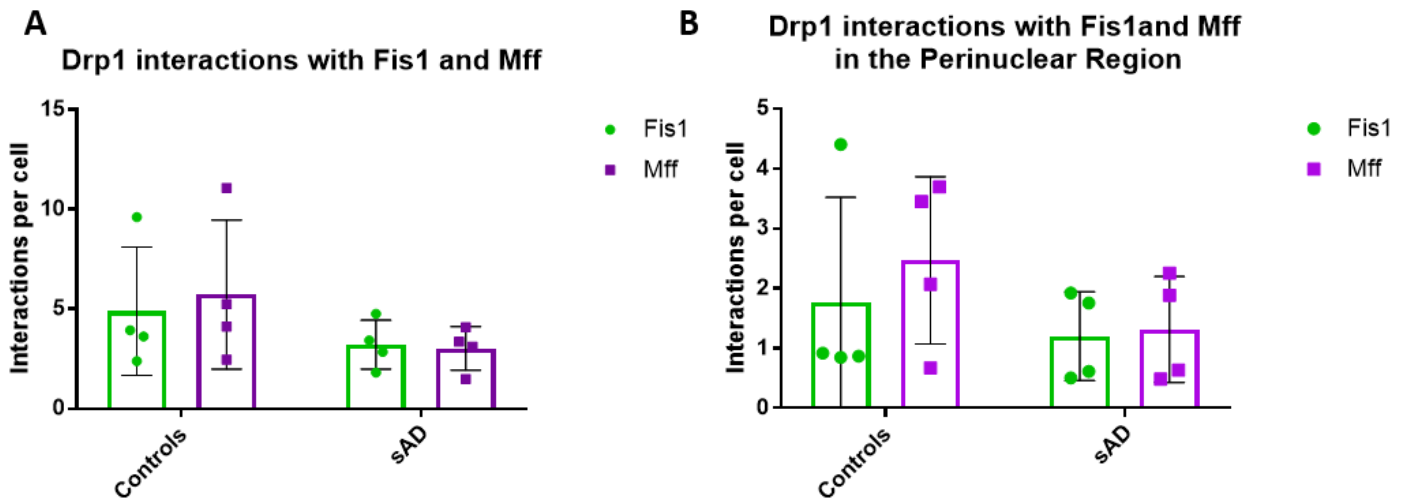 A
Drp1 interactions with Fis1 and Mff
Interactions per cell
15
10
5
0
Controls
sAD
Fis1
Mff
B
Drp1 interactions with Fis1and Mff
in the Perinuclear Region
Interactions per cell
5
4
3
2
1
0
Controls
sAD
Fis1
Mff